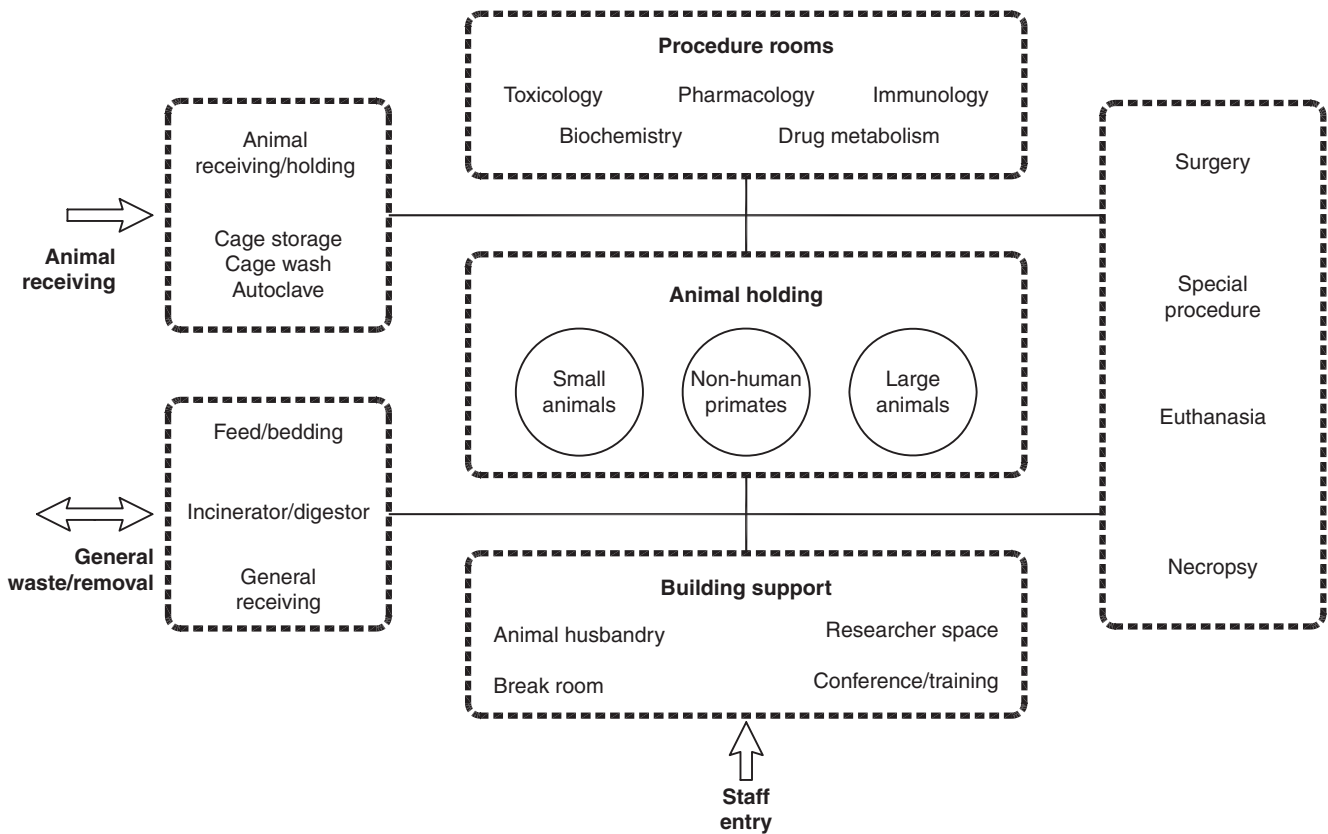 Procedure rooms
Toxicology
Pharmacology
Immunology
Biochemistry
Drug metabolism
Animal
receiving/holding
Cage storage
Cage wash
Autoclave
Animal
receiving
Animal holding
Small
animals
Non-human
primates
Large
animals
Surgery
Special
procedure
Euthanasia
Necropsy
Feed/bedding
Incinerator/digestor
General
receiving
General
waste/removal
Building support
Animal husbandry
Researcher space
Break room
Conference/training
Staff
entry